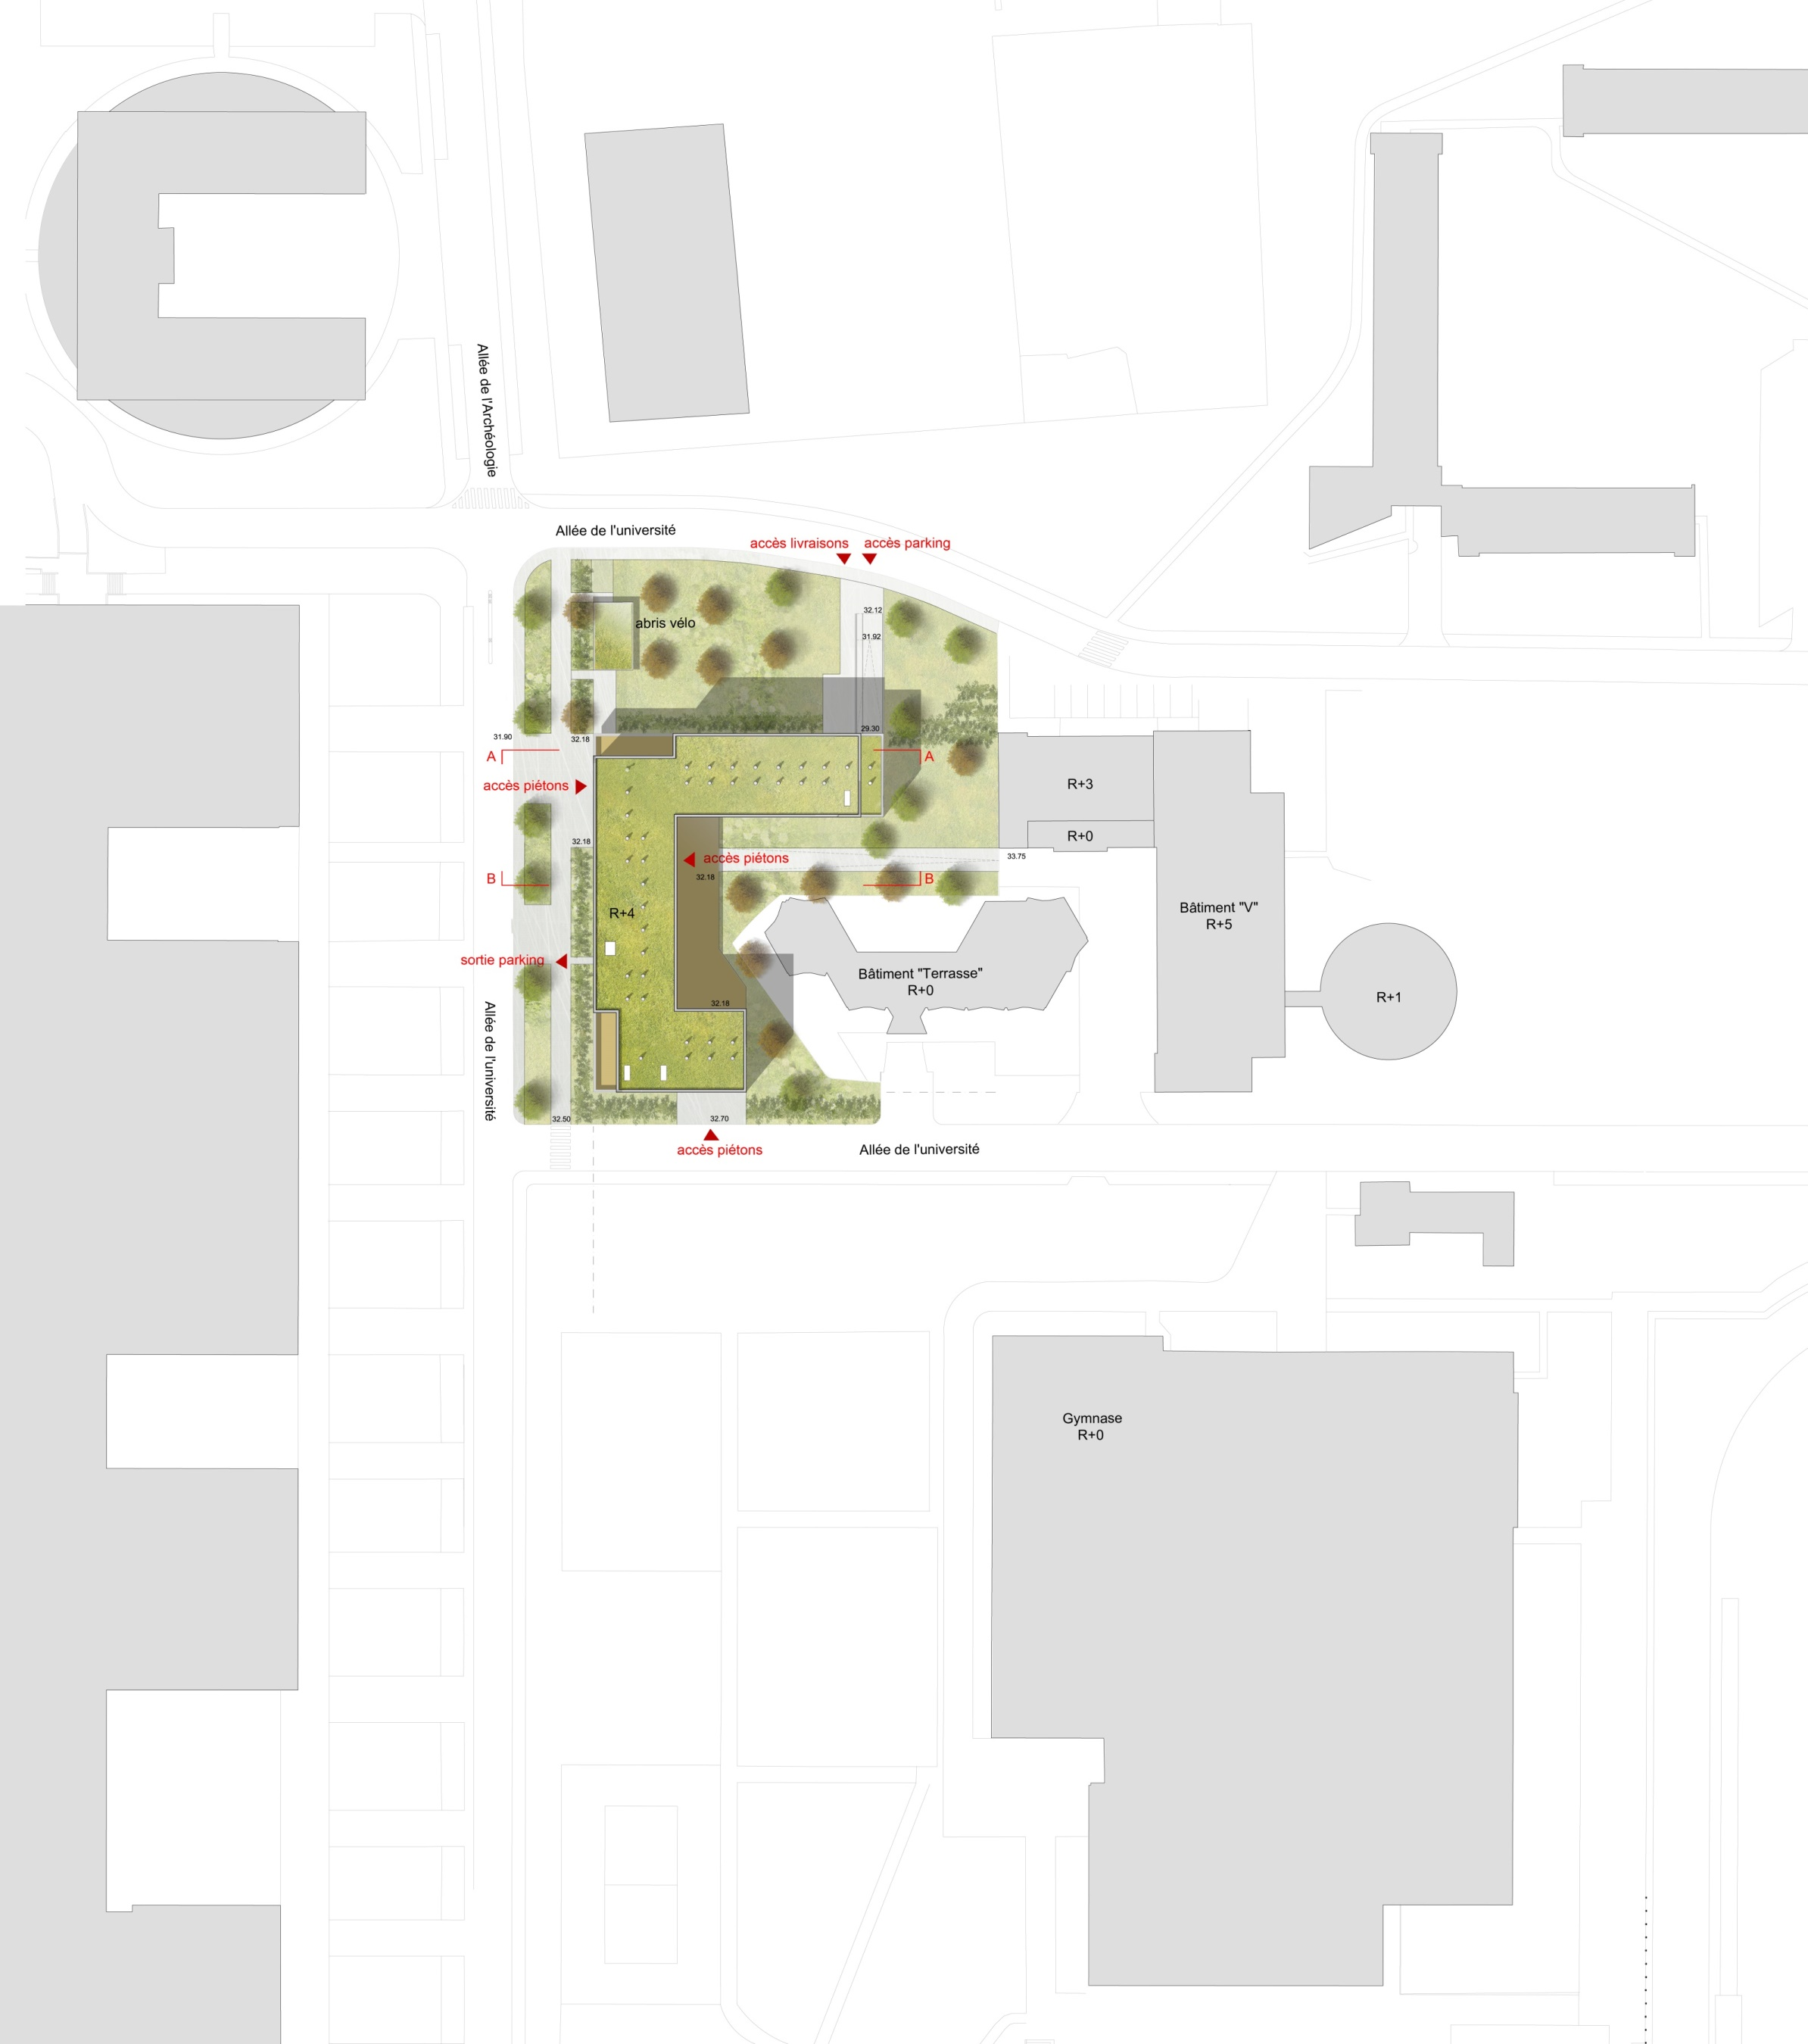 Allée de l'Archéologie
Allée de l'université
accès livraisons
accès parking
32.12
abris vélo
31.92
29.30
31.90
32.18
A
A
accès piétons
R+3
R+0
32.18
accès piétons
33.75
32.18
B
B
R+4
Bâtiment "V"
R+5
sortie parking
Bâtiment "Terrasse"
R+0
R+1
32.18
Allée de l'université
32.50
32.70
accès piétons
Allée de l'université
Gymnase
R+0